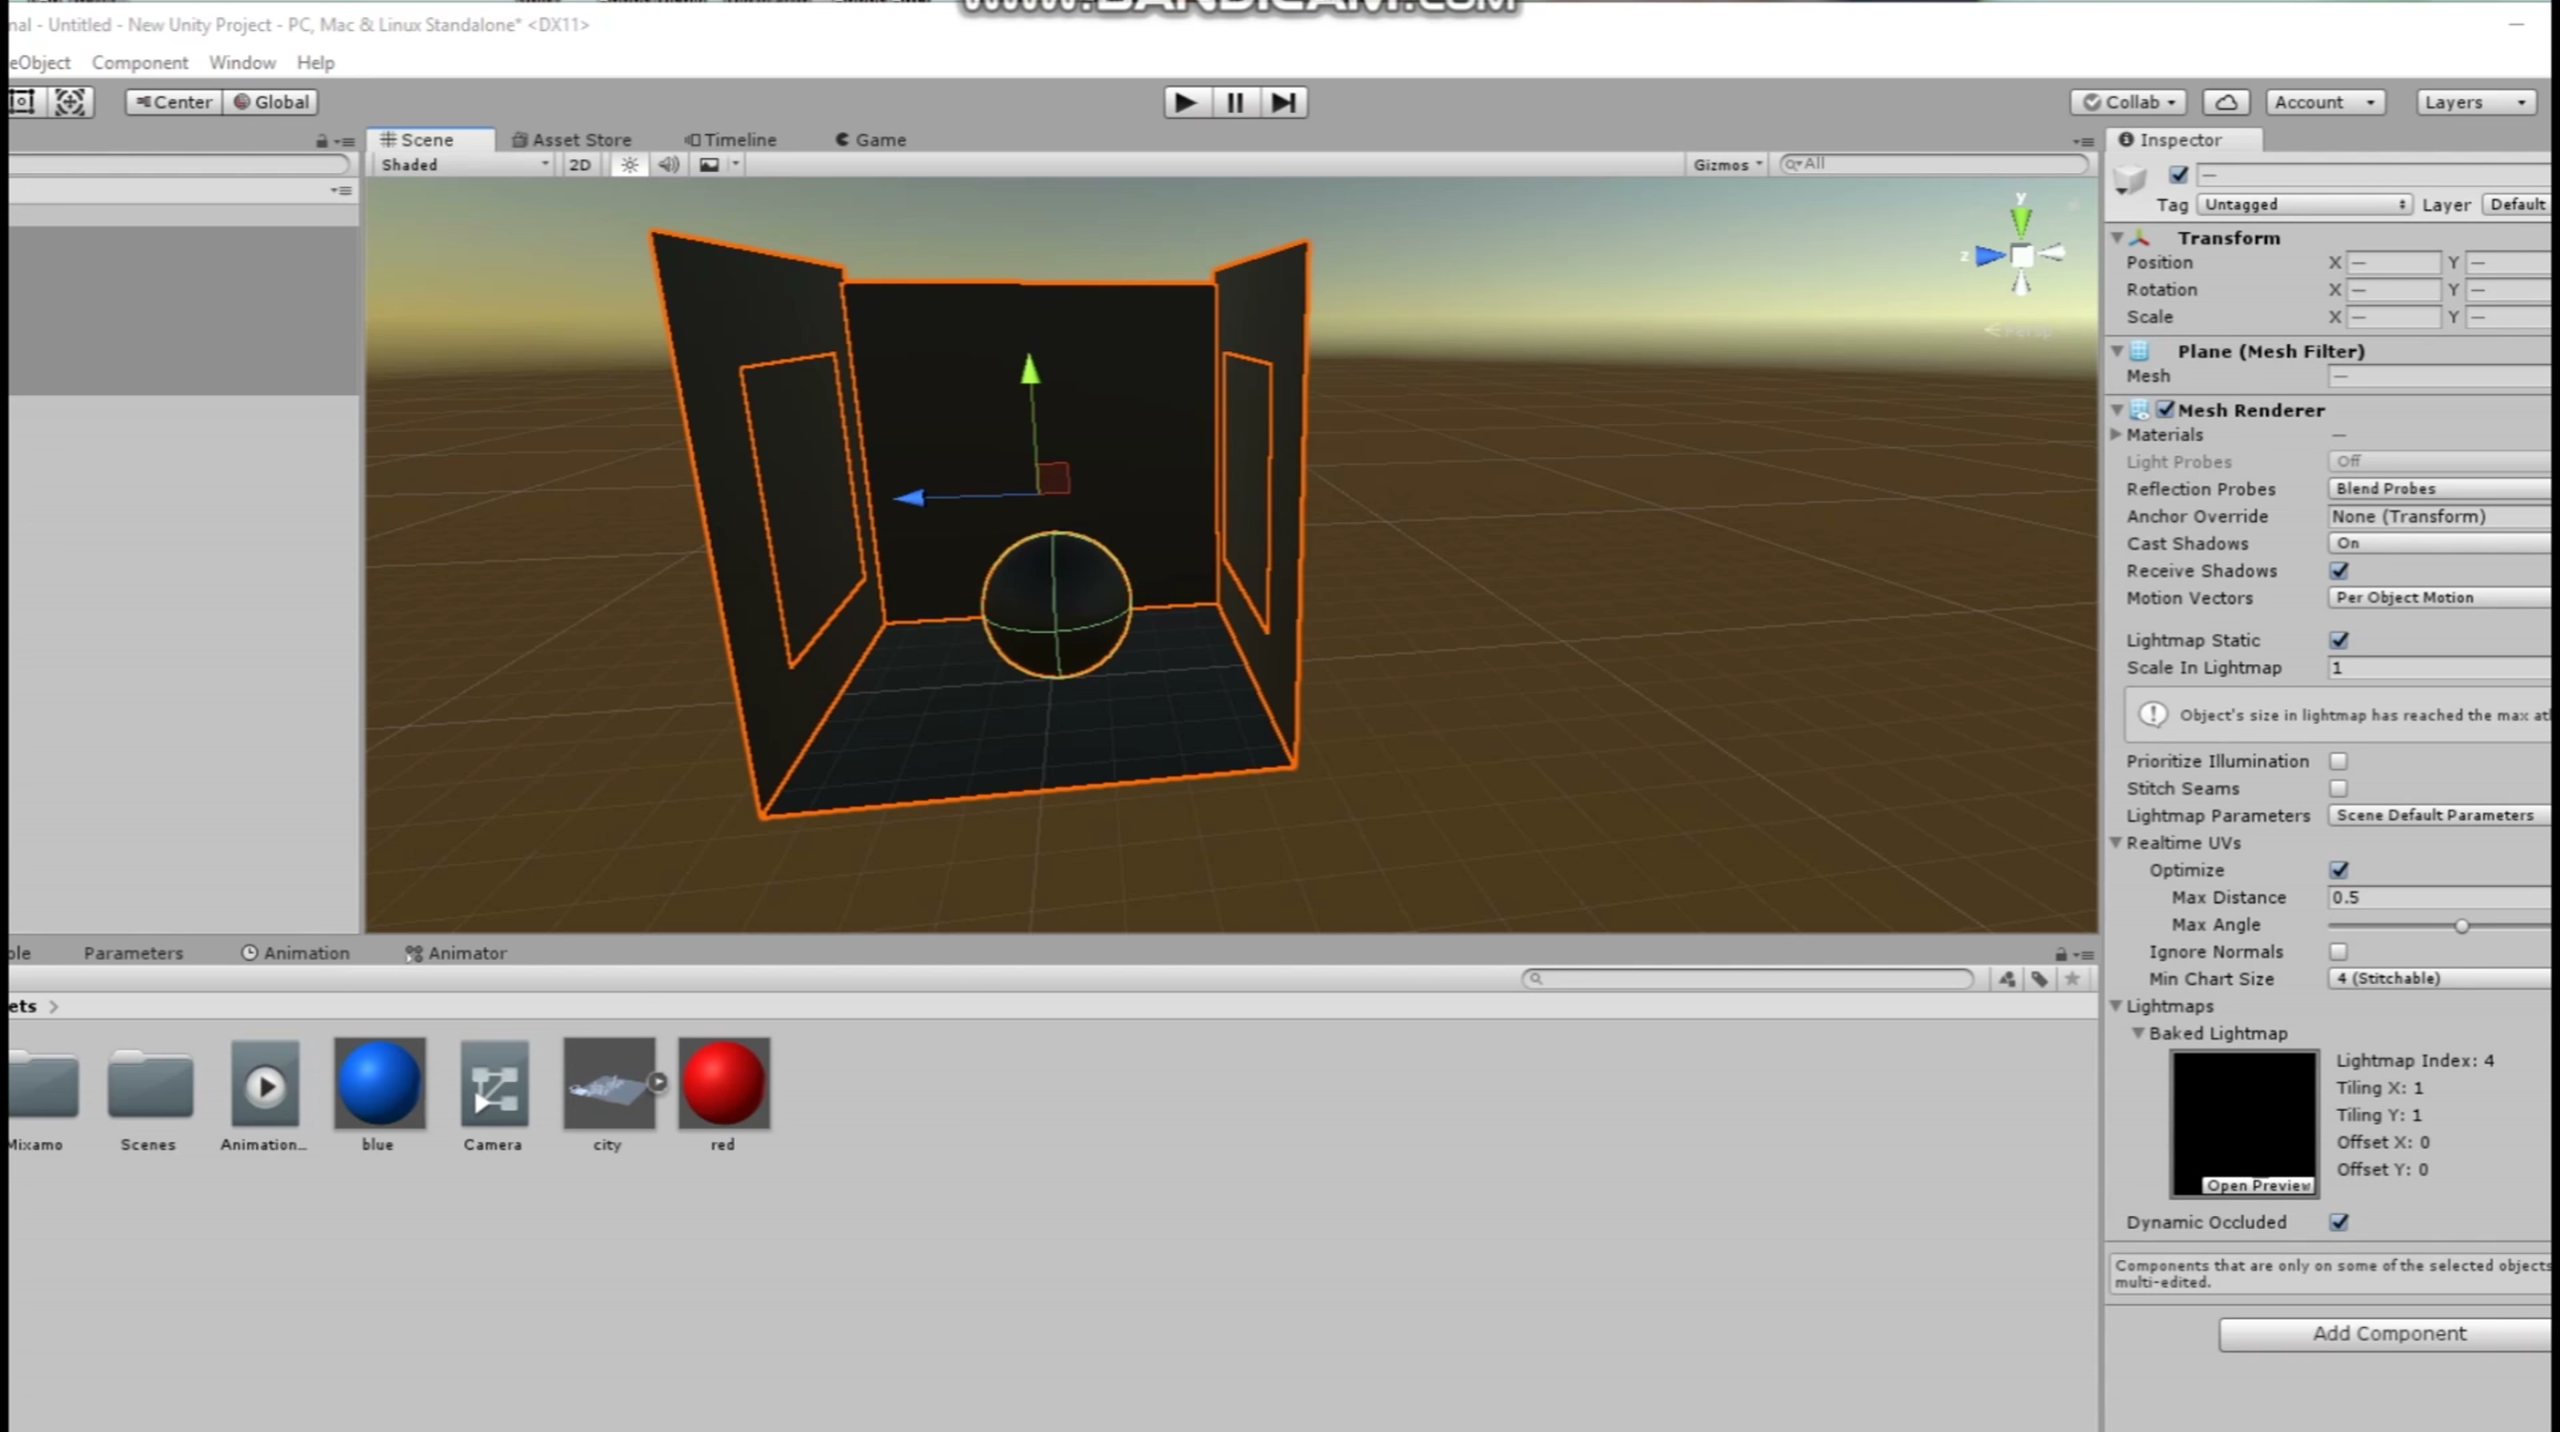 www.BANDICAM.com
nal - Untitled - New Unity Project - PC, Mac & Linux Standalone* <DX11>
eObject Component Window Help
Center Global Collab Account Layers
Scene Asset Store Timeline Game Inspector
Shaded 2D Gizmos All
Tag Untagged Layer Default
y
z
Persp
Transform
Position X — Y —
Rotation X — Y —
Scale X — Y —
Plane (Mesh Filter)
Mesh —
Mesh Renderer
Materials —
Light Probes Off
Reflection Probes Blend Probes
Anchor Override None (Transform)
Cast Shadows On
Receive Shadows
Motion Vectors Per Object Motion
Lightmap Static
Scale In Lightmap 1
Object's size in lightmap has reached the max atl
Prioritize Illumination
Stitch Seams
Lightmap Parameters Scene Default Parameters
Realtime UVs
Optimize
Max Distance 0.5
Max Angle
Ignore Normals
Min Chart Size 4 (Stitchable)
Lightmaps
Baked Lightmap
Lightmap Index: 4
Tiling X: 1
Tiling Y: 1
Offset X: 0
Offset Y: 0
Open Preview
Dynamic Occluded
Components that are only on some of the selected objects
multi-edited.
Add Component
ole Parameters Animation Animator
ets
Mixamo Scenes Animation... blue Camera city red